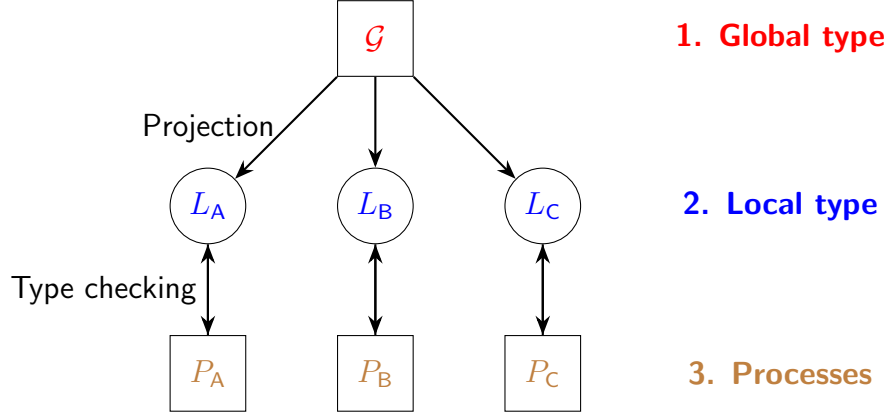 𝒢 1. Global type
Projection
L_A L_B L_C 2. Local type
Type checking
P_A P_B P_C 3. Processes